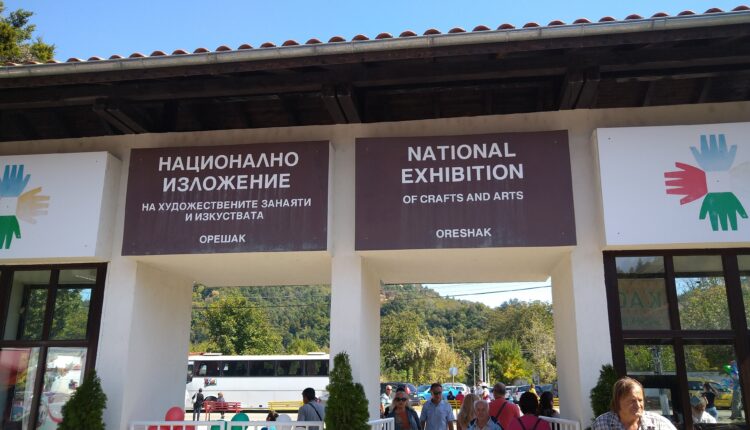 НАЦИОНАЛНО
ИЗЛОЖЕНИЕ
НА ХУДОЖЕСТВЕНИТЕ ЗАНАЯТИ
И ИЗКУСТВАТА
ОРЕШАК
NATIONAL
EXHIBITION
OF CRAFTS AND ARTS
ORESHAK